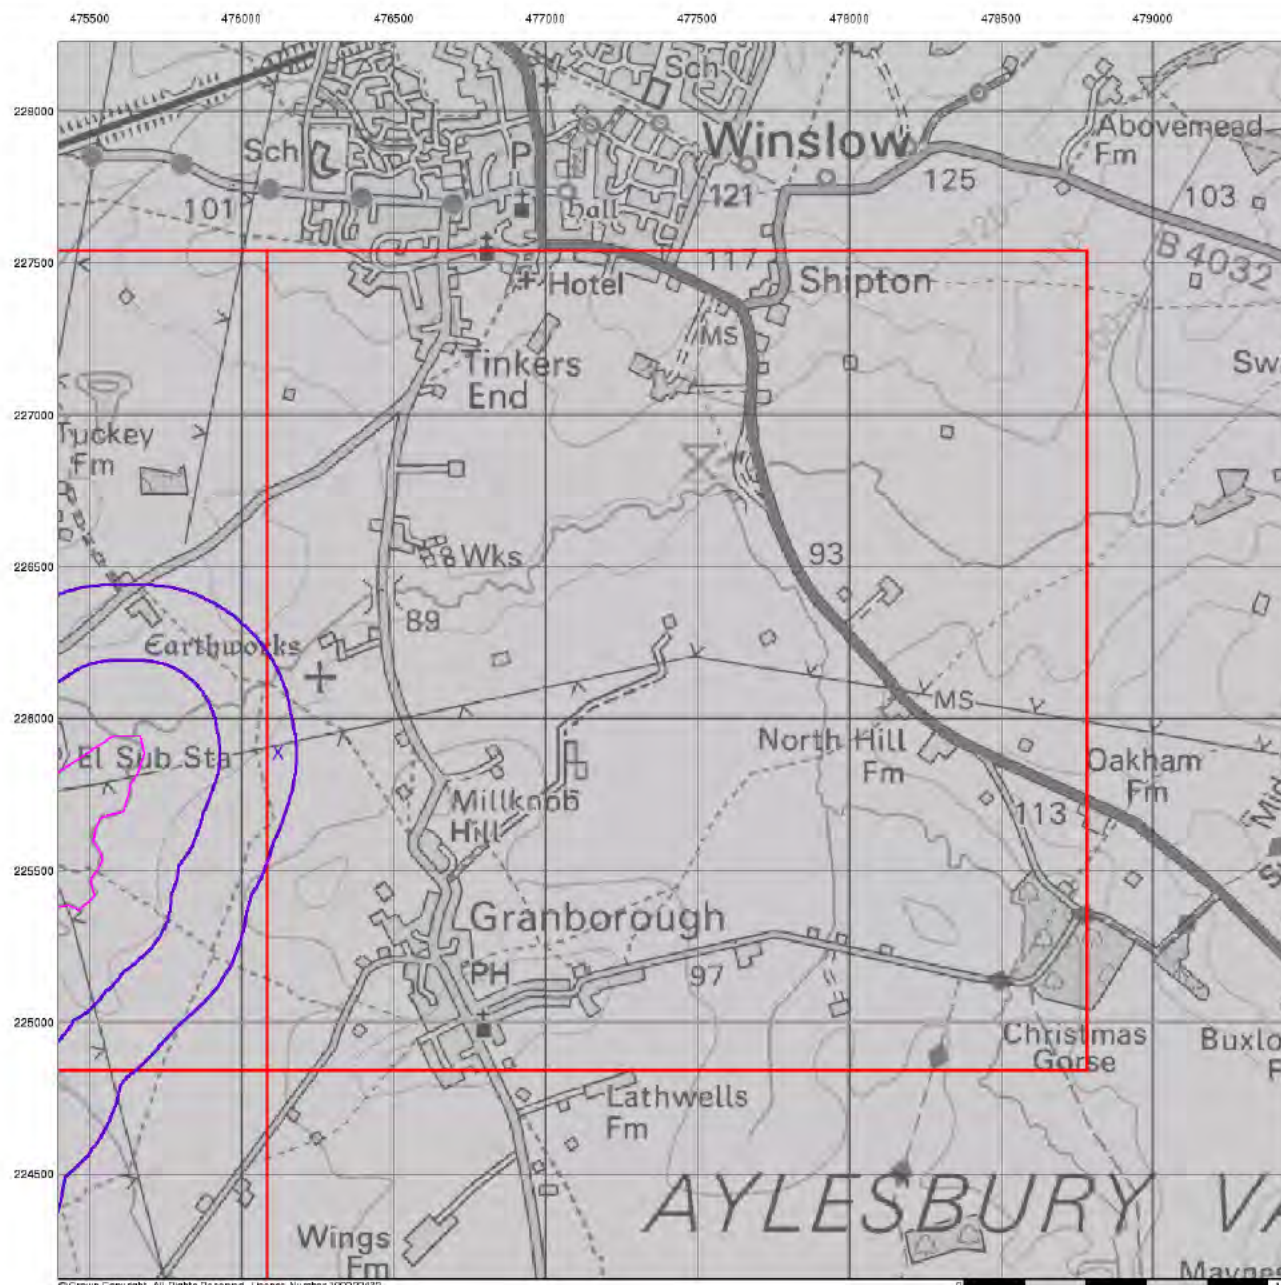 475500 476000 476500 477000 477500 478000 478500 479000
228000
227500
227000
226500
226000
225500
225000
224500
Sch
Winslow
Abovemead
Fm
Sch
P
101
121
125
103
Hall
B 4032
117
Hotel
Shipton
MS
Tinkers
End
Tuckey
Fm
93
Wks
89
Earthworks
El Sub Sta
X
MS
North Hill
Fm
Oakham
Fm
Millknob
Hill
113
Mid
Granborough
PH
97
Christmas
Gorse
Lathwells
Fm
AYLESBURY
Wings
Fm